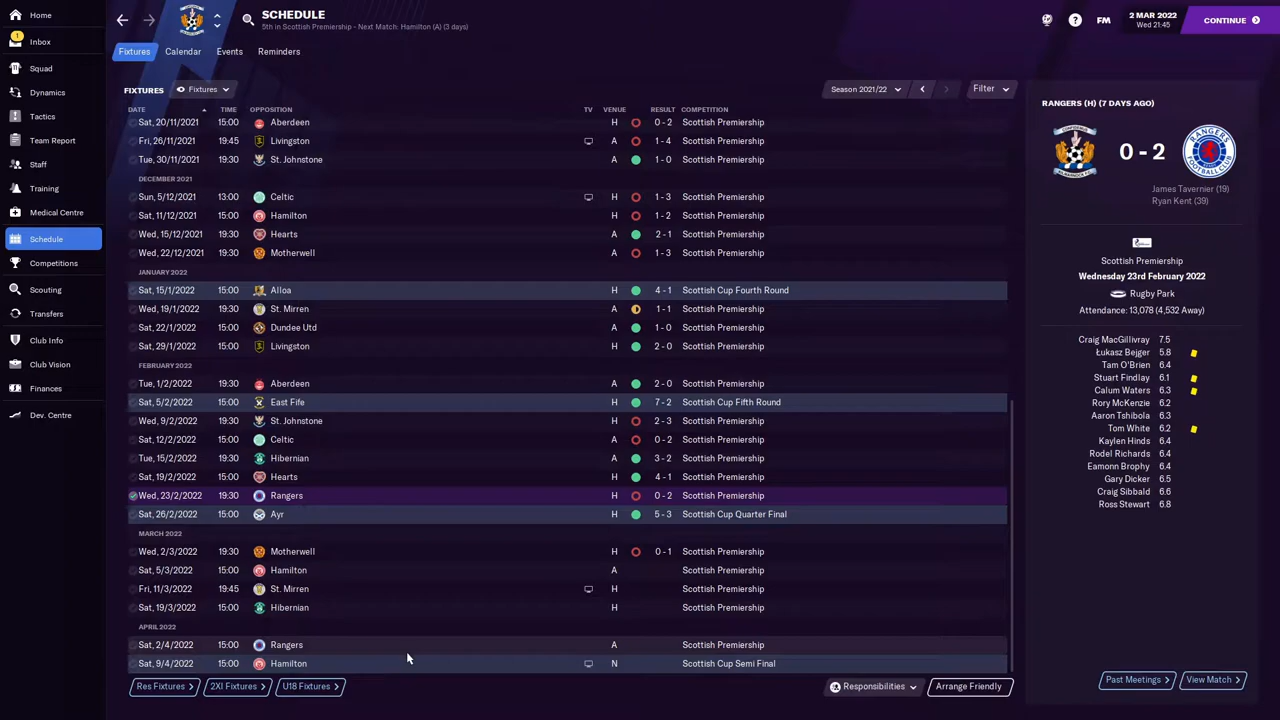 Home
Inbox
1
Squad
Dynamics
Tactics
Team Report
Staff
Training
Medical Centre
Schedule
Competitions
Scouting
Transfers
Club Info
Club Vision
Finances
Dev. Centre
SCHEDULE
5th in Scottish Premiership - Next Match: Hamilton (A) (3 days)
FM
2 MAR 2022
Wed 21:45
CONTINUE
Fixtures Calendar Events Reminders
FIXTURES Fixtures Season 2021/22 Filter
DATE TIME OPPOSITION TV VENUE RESULT COMPETITION
Sat, 20/11/2021 15:00 Aberdeen H 0 - 2 Scottish Premiership
Fri, 26/11/2021 19:45 Livingston A 1 - 4 Scottish Premiership
Tue, 30/11/2021 19:30 St. Johnstone A 1 - 0 Scottish Premiership
DECEMBER 2021
Sun, 5/12/2021 13:00 Celtic H 1 - 3 Scottish Premiership
Sat, 11/12/2021 15:00 Hamilton H 1 - 2 Scottish Premiership
Wed, 15/12/2021 19:30 Hearts A 2 - 1 Scottish Premiership
Wed, 22/12/2021 19:30 Motherwell A 1 - 3 Scottish Premiership
JANUARY 2022
Sat, 15/1/2022 15:00 Alloa H 4 - 1 Scottish Cup Fourth Round
Wed, 19/1/2022 19:30 St. Mirren A 1 - 1 Scottish Premiership
Sat, 22/1/2022 15:00 Dundee Utd A 1 - 0 Scottish Premiership
Sat, 29/1/2022 15:00 Livingston H 2 - 0 Scottish Premiership
FEBRUARY 2022
Tue, 1/2/2022 19:30 Aberdeen A 2 - 0 Scottish Premiership
Sat, 5/2/2022 15:00 East Fife H 7 - 2 Scottish Cup Fifth Round
Wed, 9/2/2022 19:30 St. Johnstone H 2 - 3 Scottish Premiership
Sat, 12/2/2022 15:00 Celtic A 0 - 2 Scottish Premiership
Tue, 15/2/2022 19:30 Hibernian A 3 - 2 Scottish Premiership
Sat, 19/2/2022 15:00 Hearts H 4 - 1 Scottish Premiership
Wed, 23/2/2022 19:30 Rangers H 0 - 2 Scottish Premiership
Sat, 26/2/2022 15:00 Ayr H 5 - 3 Scottish Cup Quarter Final
MARCH 2022
Wed, 2/3/2022 19:30 Motherwell H 0 - 1 Scottish Premiership
Sat, 5/3/2022 15:00 Hamilton A Scottish Premiership
Fri, 11/3/2022 19:45 St. Mirren H Scottish Premiership
Sat, 19/3/2022 15:00 Hibernian H Scottish Premiership
APRIL 2022
Sat, 2/4/2022 15:00 Rangers A Scottish Premiership
Sat, 9/4/2022 15:00 Hamilton N Scottish Cup Semi Final
Res Fixtures 2XI Fixtures U18 Fixtures Responsibilities Arrange Friendly
RANGERS (H) (7 DAYS AGO)
0 - 2
James Tavernier (19)
Ryan Kent (39)
Scottish Premiership
Wednesday 23rd February 2022
Rugby Park
Attendance: 13,078 (4,532 Away)
Craig MacGillivray 7.5
Łukasz Bejger 5.8
Tam O'Brien 6.4
Stuart Findlay 6.1
Calum Waters 6.3
Rory McKenzie 6.2
Aaron Tshibola 6.3
Tom White 6.2
Kaylen Hinds 6.4
Rodel Richards 6.4
Eamonn Brophy 6.4
Gary Dicker 6.5
Craig Sibbald 6.6
Ross Stewart 6.8
Past Meetings View Match